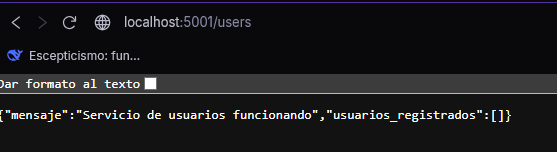 localhost:5001/users
Escepticismo: fun...
Dar formato al texto
{"mensaje":"Servicio de usuarios funcionando","usuarios_registrados":[]}